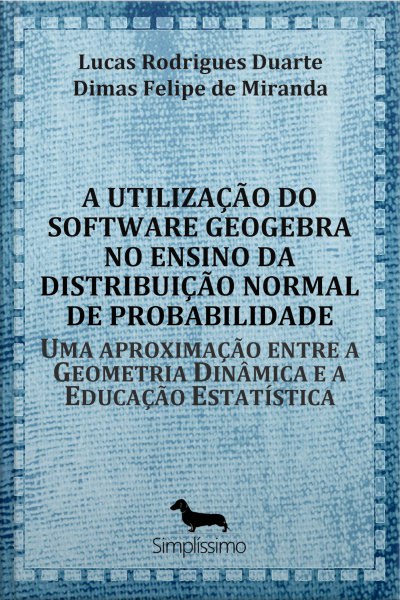 Lucas Rodrigues Duarte
Dimas Felipe de Miranda
A UTILIZAÇÃO DO
SOFTWARE GEOGEBRA
NO ENSINO DA
DISTRIBUIÇÃO NORMAL
DE PROBABILIDADE
UMA APROXIMAÇÃO ENTRE A
GEOMETRIA DINÂMICA E A
EDUCAÇÃO ESTATÍSTICA
Simplíssimo